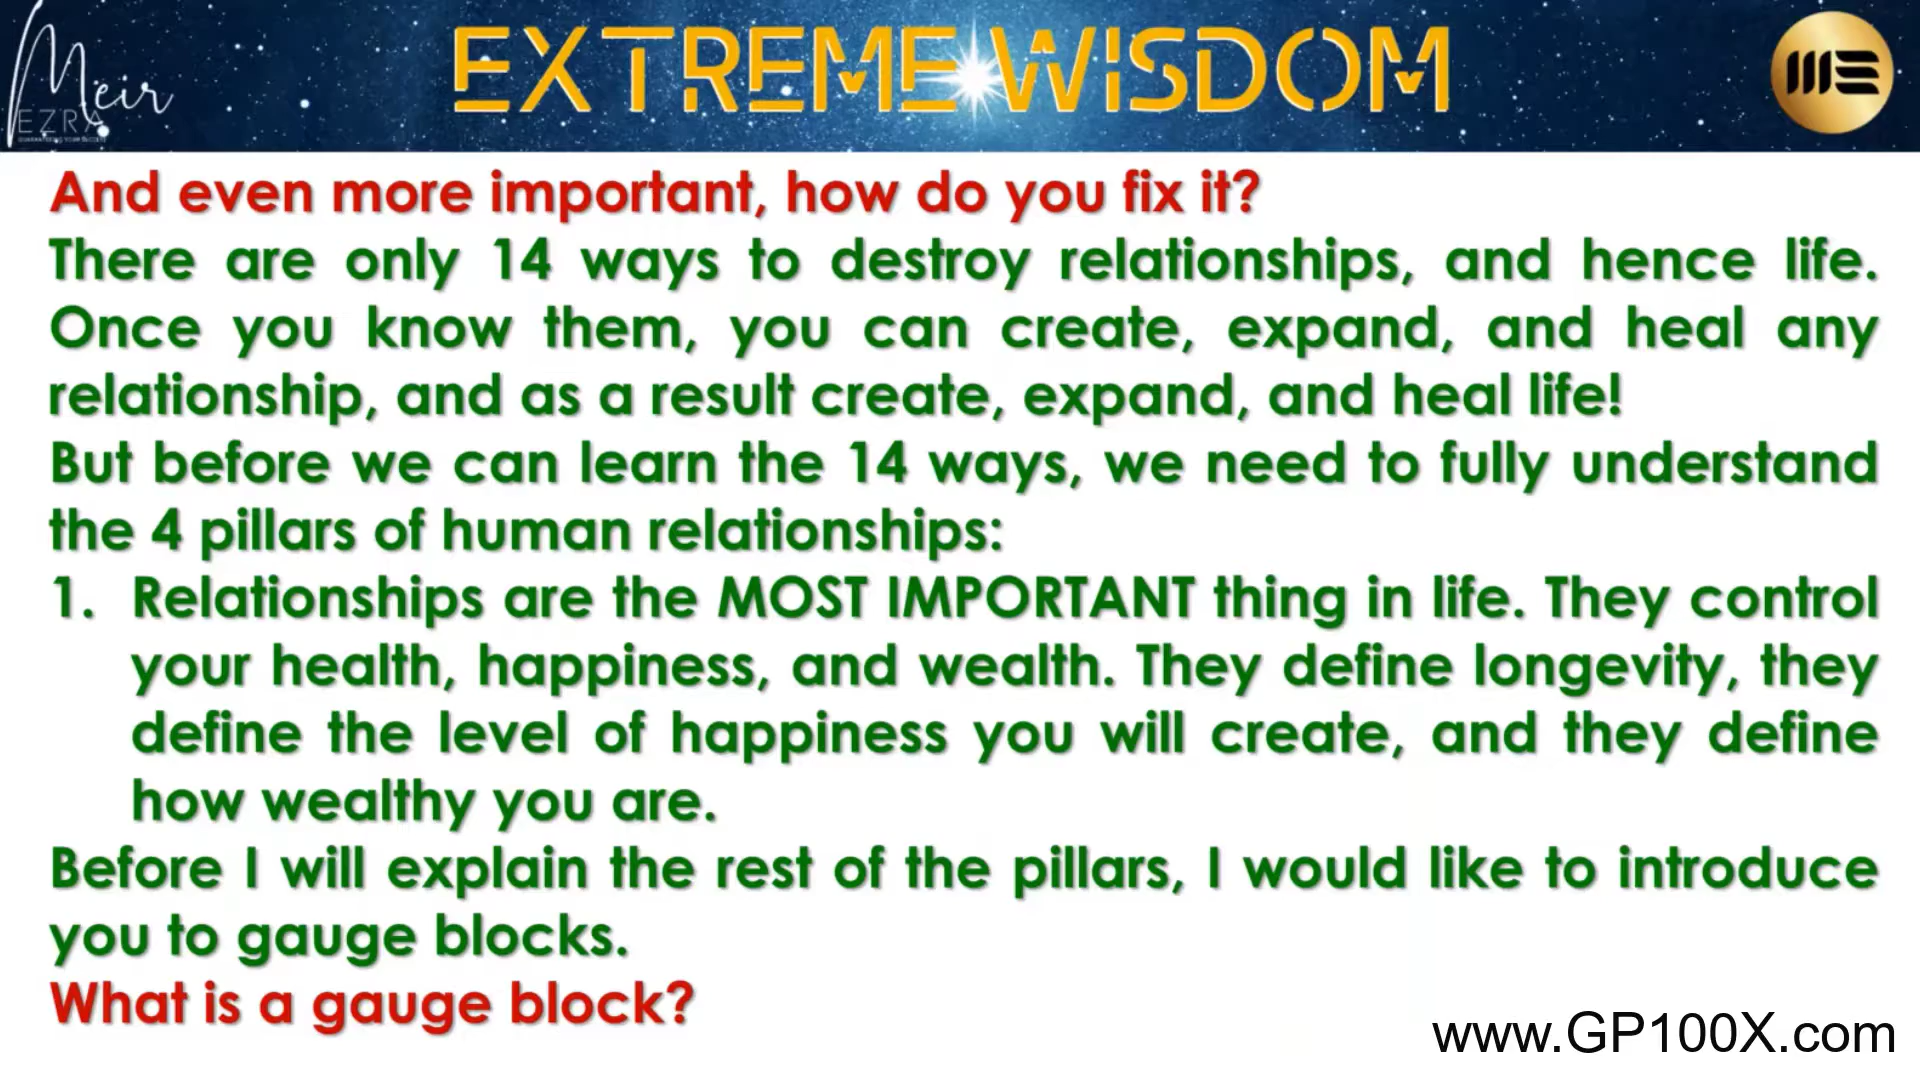 Meir
EZRA
EXTREME WISDOM
ME
And even more important, how do you fix it?
There are only 14 ways to destroy relationships, and hence life.
Once you know them, you can create, expand, and heal any
relationship, and as a result create, expand, and heal life!
But before we can learn the 14 ways, we need to fully understand
the 4 pillars of human relationships:
1. Relationships are the MOST IMPORTANT thing in life. They control
your health, happiness, and wealth. They define longevity, they
define the level of happiness you will create, and they define
how wealthy you are.
Before I will explain the rest of the pillars, I would like to introduce
you to gauge blocks.
What is a gauge block?
www.GP100X.com